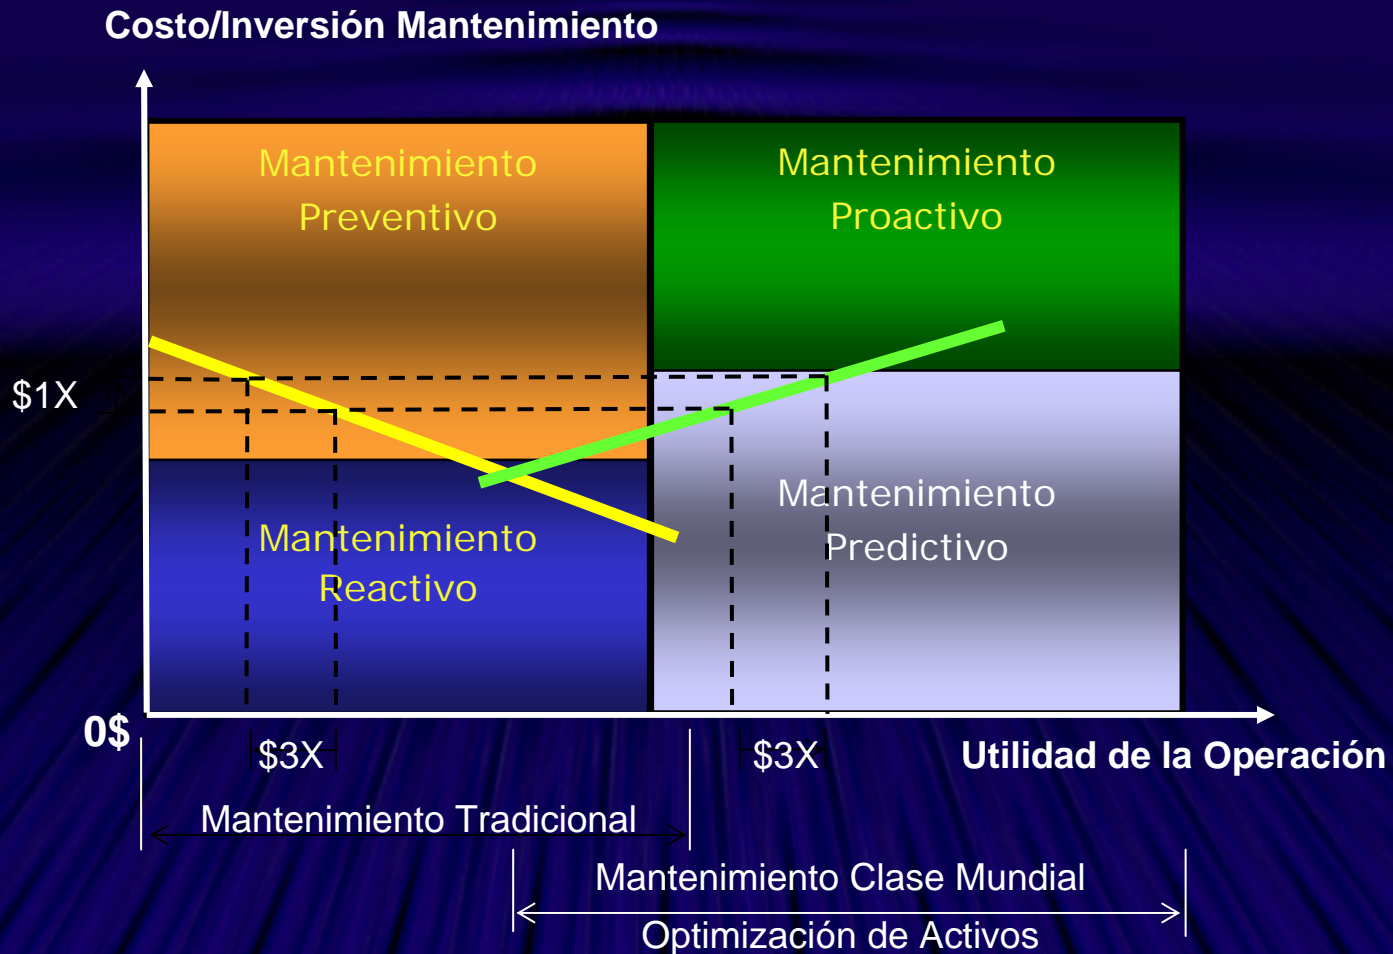 Costo/Inversión Mantenimiento
Mantenimiento
Preventivo
Mantenimiento
Proactivo
$1X
Mantenimiento
Reactivo
Mantenimiento
Predictivo
0$
$3X
$3X
Utilidad de la Operación
Mantenimiento Tradicional
Mantenimiento Clase Mundial
Optimización de Activos